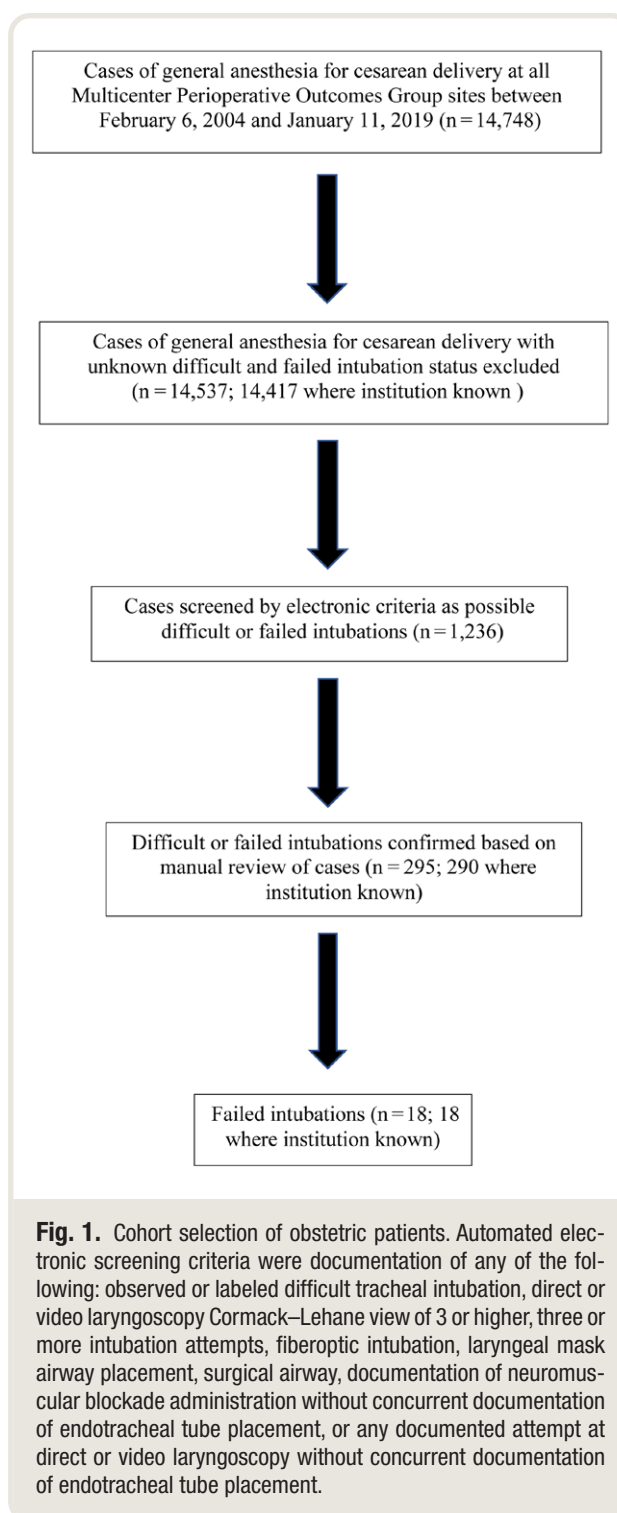 Cases of general anesthesia for cesarean delivery at all
Multicenter Perioperative Outcomes Group sites between
February 6, 2004 and January 11, 2019 (n=14,748)
Cases of general anesthesia for cesarean delivery with
unknown difficult and failed intubation status excluded
(n=14,537; 14,417 where institution known )
Cases screened by electronic criteria as possible
difficult or failed intubations (n=1,236)
Difficult or failed intubations confirmed based on
manual review of cases (n=295; 290 where
institution known)
Failed intubations (n=18; 18
where institution known)
Fig. 1. Cohort selection of obstetric patients. Automated elec-
tronic screening criteria were documentation of any of the fol-
lowing: observed or labeled difficult tracheal intubation, direct or
video laryngoscopy Cormack–Lehane view of 3 or higher, three or
more intubation attempts, fiberoptic intubation, laryngeal mask
airway placement, surgical airway, documentation of neuromus-
cular blockade administration without concurrent documentation
of endotracheal tube placement, or any documented attempt at
direct or video laryngoscopy without concurrent documentation
of endotracheal tube placement.